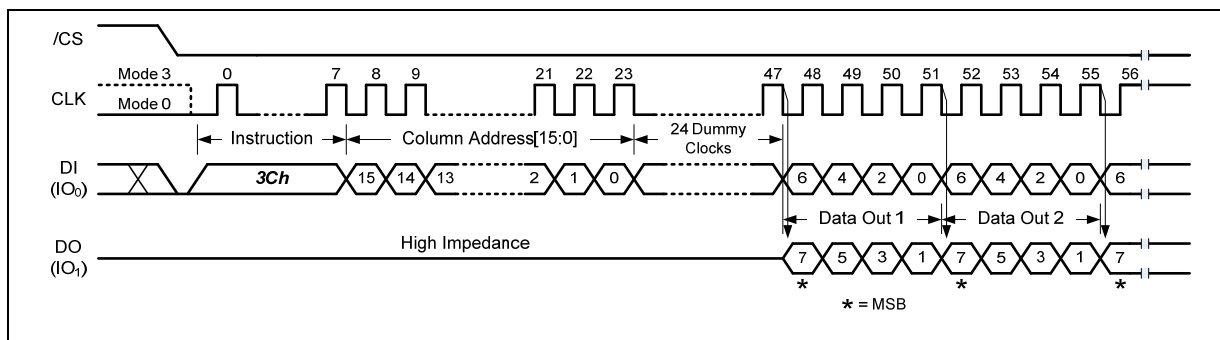 /CS
Mode 3 0 7 8 9 21 22 23 47 48 49 50 51 52 53 54 55 56
CLK Mode 0
Instruction Column Address[15:0] 24 Dummy Clocks
DI (IO0) 3Ch 15 14 13 2 1 0 6 4 2 0 6 4 2 0 6
Data Out 1 Data Out 2
High Impedance
DO (IO1) 7 5 3 1 7 5 3 1 7
* * *
* = MSB